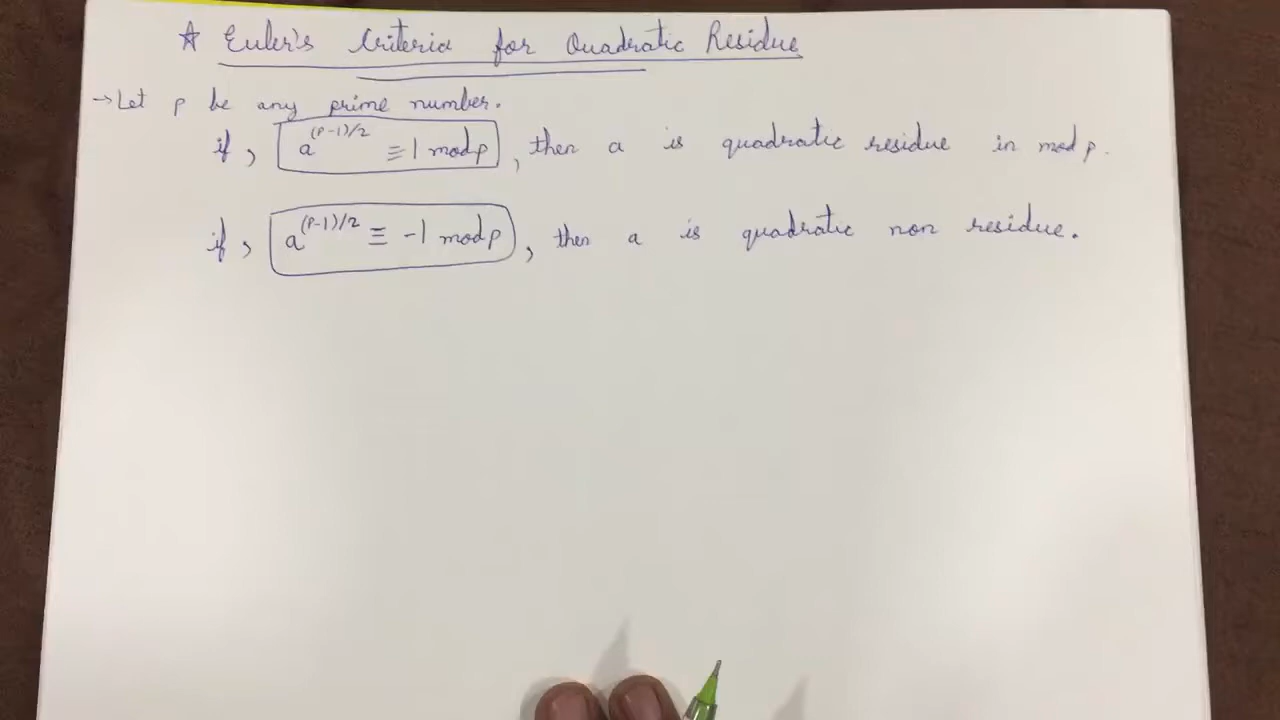 ☆ Euler's Criteria for Quadratic Residue
→ Let p be any prime number.
if, a^(P-1)/2 ≡ 1 mod p, then a is quadratic residue in mod p.
if, a^(P-1)/2 ≡ -1 mod p, then a is quadratic non residue.